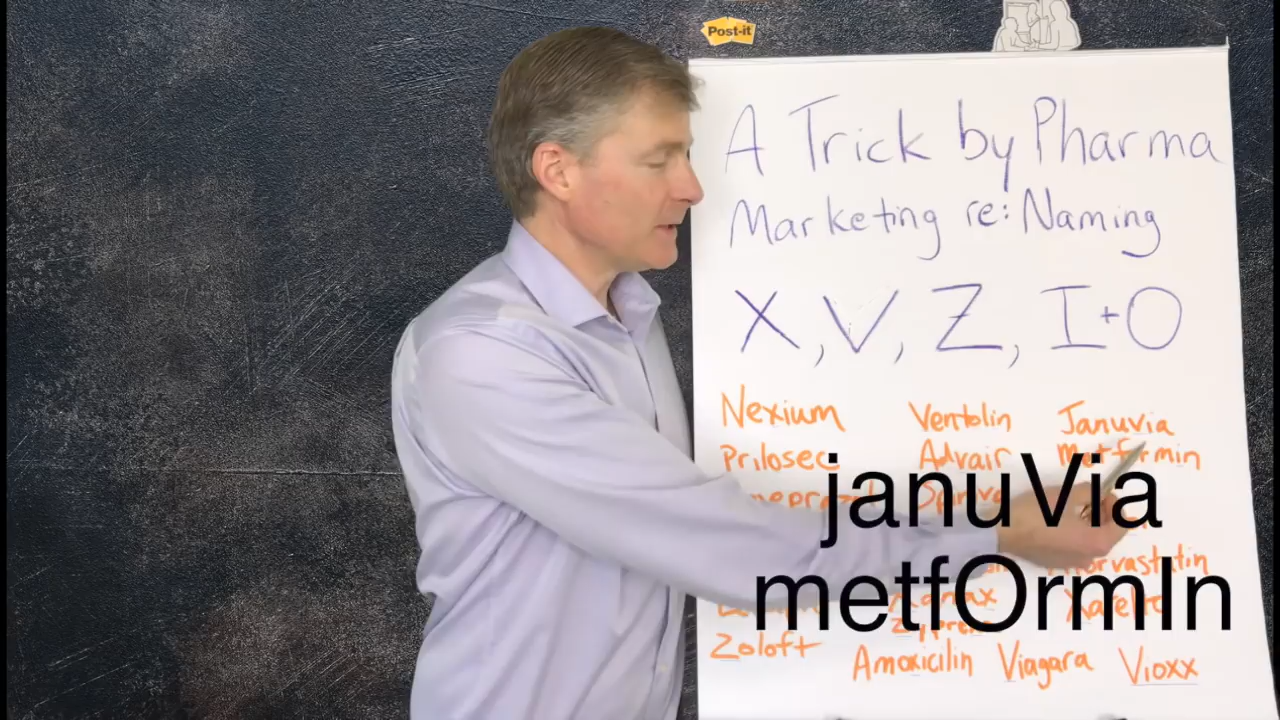 Post-it
A Trick by Pharma
Marketing re: Naming
X, V, Z, I+O
Nexium Ventolin Januvia
Prilosec Advair metformin
januVia
metfOrmIn
Xanax
Zoloft
Amoxicilin Viagara Vioxx